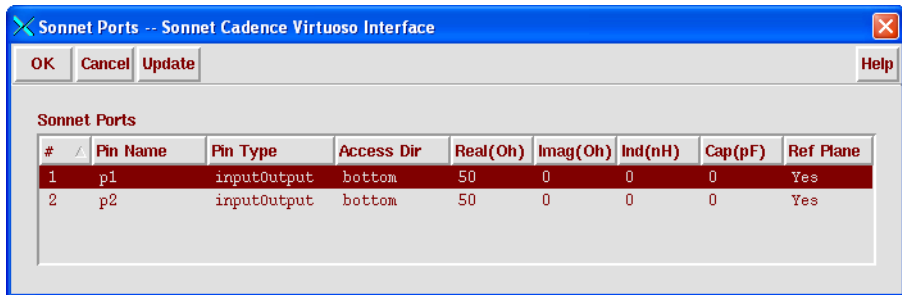 Sonnet Ports -- Sonnet Cadence Virtuoso Interface
OK Cancel Update Help
Sonnet Ports
# Pin Name Pin Type Access Dir Real(Oh) Imag(Oh) Ind(nH) Cap(pF) Ref Plane
1 p1 inputOutput bottom 50 0 0 0 Yes
2 p2 inputOutput bottom 50 0 0 0 Yes